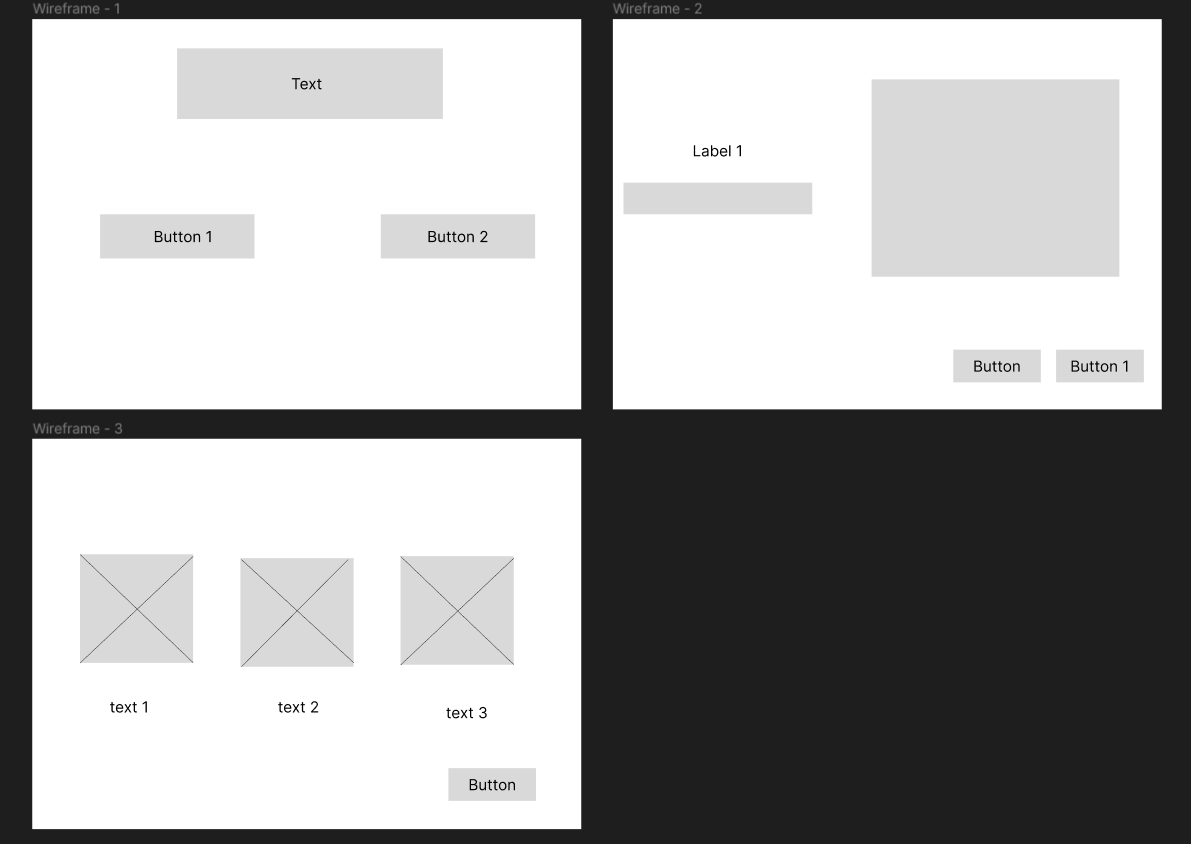 Wireframe - 1
Text
Button 1
Button 2
Wireframe - 2
Label 1
Button
Button 1
Wireframe - 3
text 1
text 2
text 3
Button